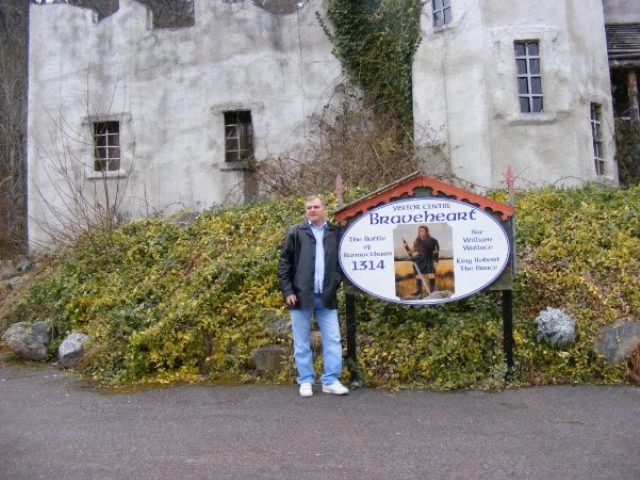 VISITOR CENTRE
Braveheart
The Battle
of
Bannockburn
1314
Sir
William
Wallace
King Robert
The Bruce